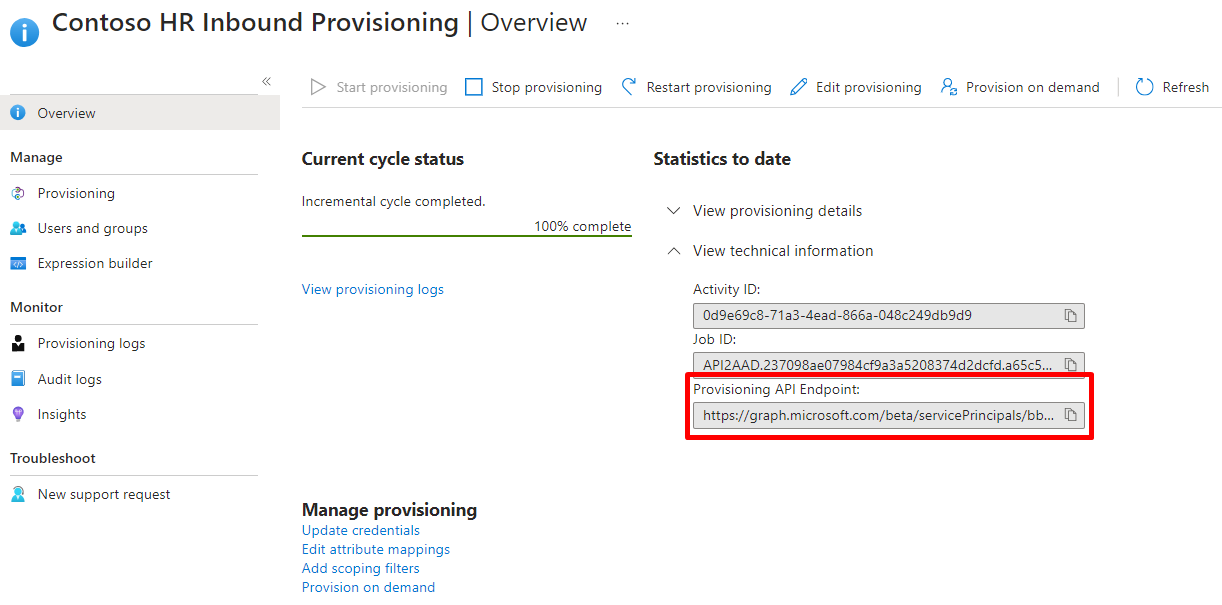 Contoso HR Inbound Provisioning | Overview ...
«
Start provisioning Stop provisioning Restart provisioning Edit provisioning Provision on demand Refresh
Overview
Manage
Provisioning
Users and groups
Expression builder
Monitor
Provisioning logs
Audit logs
Insights
Troubleshoot
New support request
Current cycle status
Incremental cycle completed.
100% complete
View provisioning logs
Statistics to date
View provisioning details
View technical information
Activity ID:
0d9e69c8-71a3-4ead-866a-048c249db9d9
Job ID:
API2AAD.237098ae07984cf9a3a5208374d2dcfd.a65c5...
Provisioning API Endpoint:
https://graph.microsoft.com/beta/servicePrincipals/bb...
Manage provisioning
Update credentials
Edit attribute mappings
Add scoping filters
Provision on demand